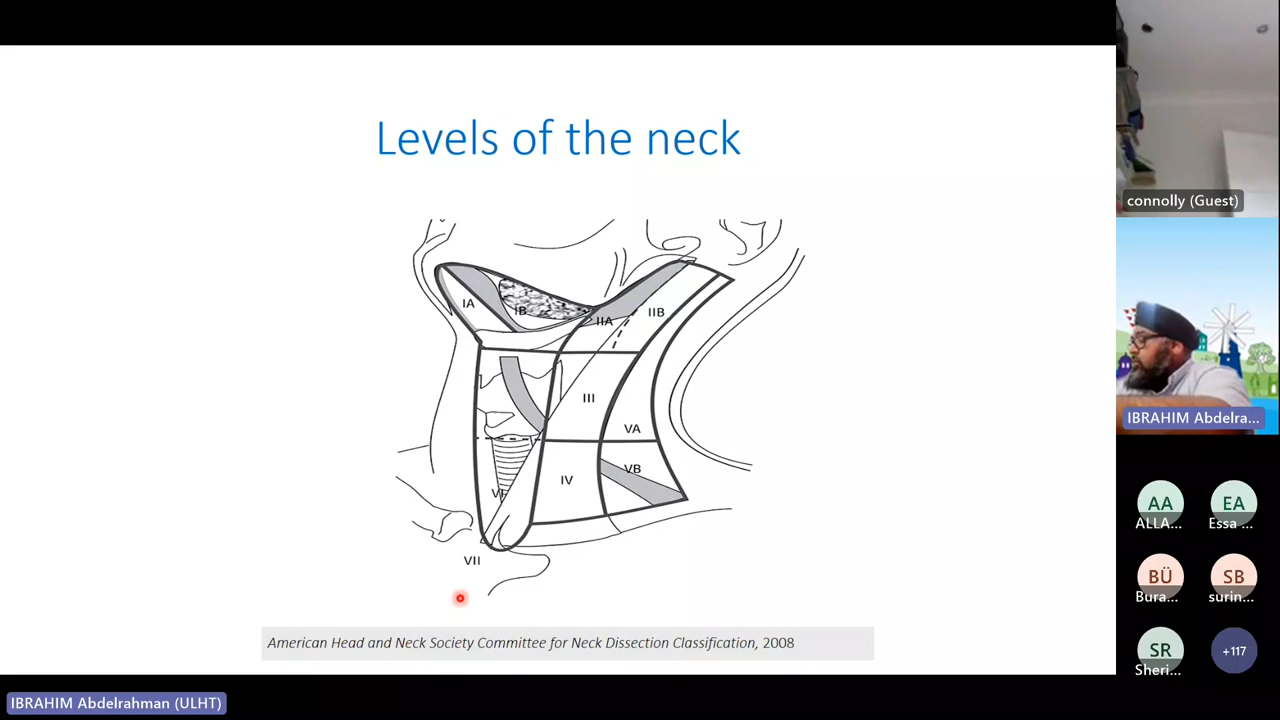 Levels of the neck
IA
IB
IIA
IIB
III
VA
VB
IV
VI
VII
American Head and Neck Society Committee for Neck Dissection Classification, 2008
connolly (Guest)
IBRAHIM Abdelra...
AA
EA
ALLA...
Essa ...
BÜ
SB
Bura...
surin...
SR
+117
Sheri...
IBRAHIM Abdelrahman (ULHT)